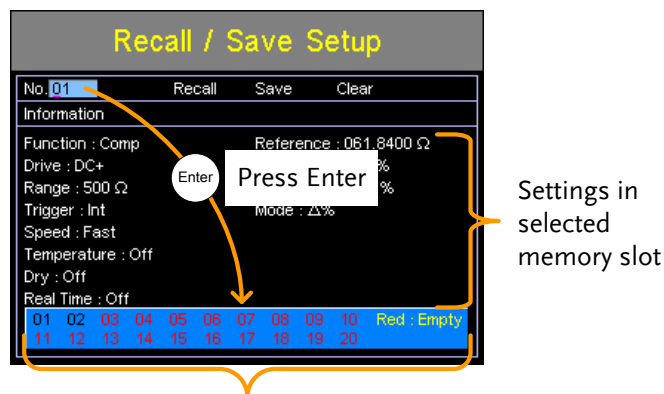 Recall / Save Setup
No.01 Recall Save Clear
Information
Function : Comp Reference : 061.8400 Ω
Drive : DC+ %
Range : 500 Ω %
Trigger : Int Mode : Δ%
Speed : Fast
Temperature : Off
Dry : Off
Real Time : Off
Enter
Press Enter
01 02 03 04 05 06 07 08 09 10 Red : Empty
11 12 13 14 15 16 17 18 19 20
Settings in
selected
memory slot